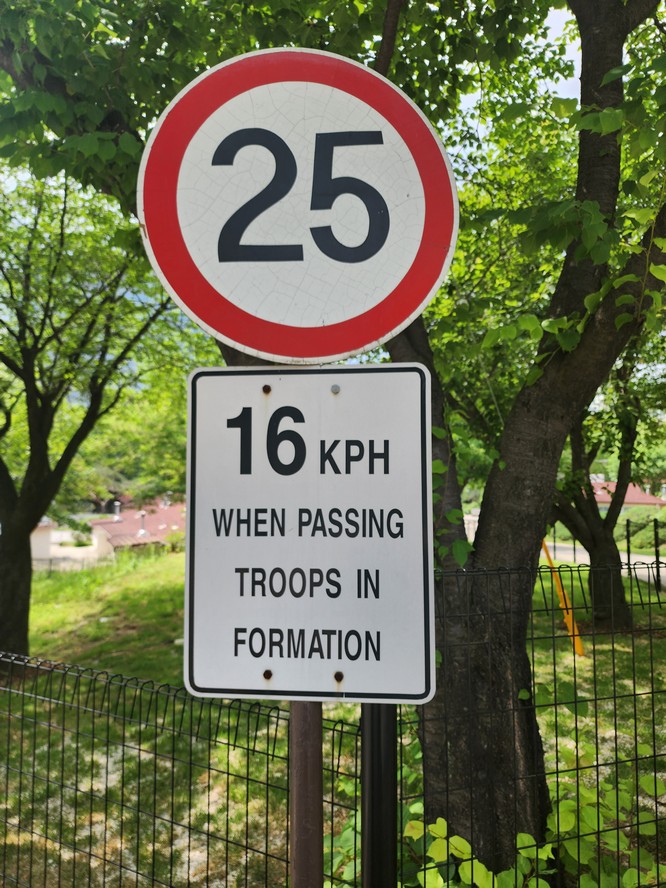 25
16 KPH
WHEN PASSING
TROOPS IN
FORMATION